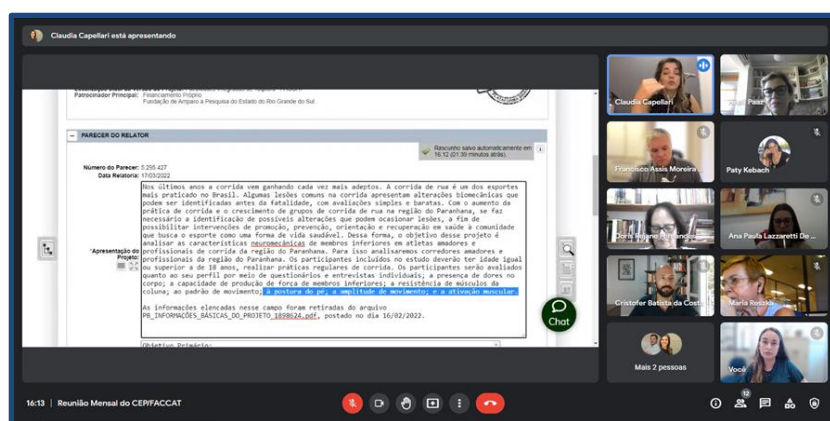 Claudia Capellari está apresentando
Patrocinador Principal: Financiamento Próprio
Fundação de Amparo a Pesquisa do Estado do Rio Grande do Sul
PARECER DO RELATOR
Rascunho salvo automaticamente em
16:12 (01:39 minutos atrás).
Número do Parecer: 5.295.427
Data Relatoria: 17/03/2022
*Apresentação do
Projeto:
Nos últimos anos a corrida vem ganhando cada vez mais adeptos. A corrida de rua é um dos esportes
mais praticado no Brasil. Algumas lesões comuns na corrida apresentam alterações biomecânicas que
podem ser identificadas antes da fatalidade, com avaliações simples e baratas. Com o aumento da
prática de corrida e o crescimento de grupos de corrida de rua na região do Paranhana, se faz
necessário a identificação de possíveis alterações que podem ocasionar lesões, a fim de
possibilitar intervenções de promoção, prevenção, orientação e recuperação em saúde à comunidade
que busca o esporte como uma forma de vida saudável. Dessa forma, o objetivo desse projeto é
analisar as características neuromecânicas de membros inferiores em atletas amadores e
profissionais de corrida da região do Paranhana. Para isso analisaremos corredores amadores e
profissionais da região do Paranhana. Os participantes incluídos no estudo deverão ter idade igual
ou superior a de 18 anos, realizar práticas regulares de corrida. Os participantes serão avaliados
quanto ao seu perfil por meio de questionários e entrevistas individuais; a presença de dores no
corpo; a capacidade de produção de força de membros inferiores; a resistência de músculos da
coluna; ao padrão de movimento; à postura do pé; a amplitude de movimento; e a ativação muscular.
As informações elencadas nesse campo foram retiradas do arquivo
PB_INFORMAÇÕES_BÁSICAS_DO_PROJETO_1898624.pdf, postado no dia 16/02/2022.
Objetivo Primário:
Chat
Claudia Capellari
Paaz
Francisco Assis Moreira ...
Paty Kebach
Ana Paula Lazzaretti De ...
Cristofer Batista da Cost...
Maria Reszka
Mais 2 pessoas
Você
16:13 | Reunião Mensal do CEP/FACCAT
12